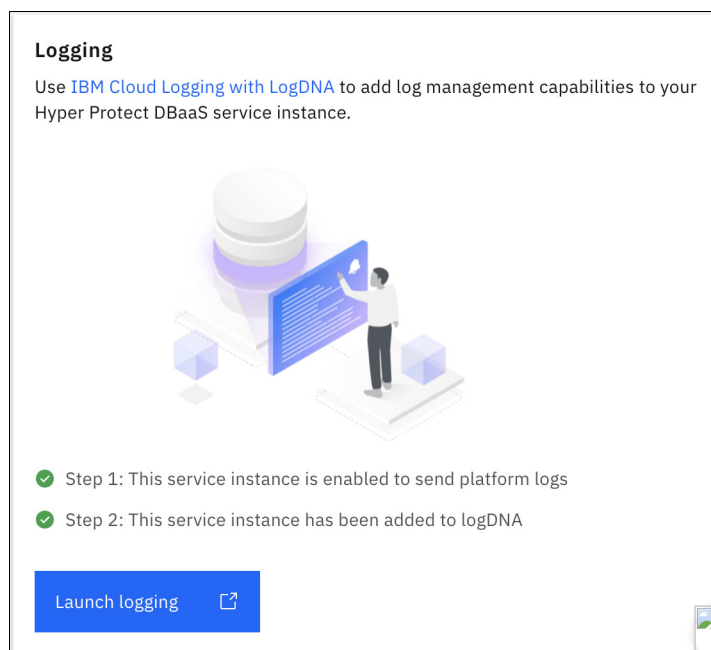 Logging
Use IBM Cloud Logging with LogDNA to add log management capabilities to your
Hyper Protect DBaaS service instance.
Step 1: This service instance is enabled to send platform logs
Step 2: This service instance has been added to logDNA
Launch logging